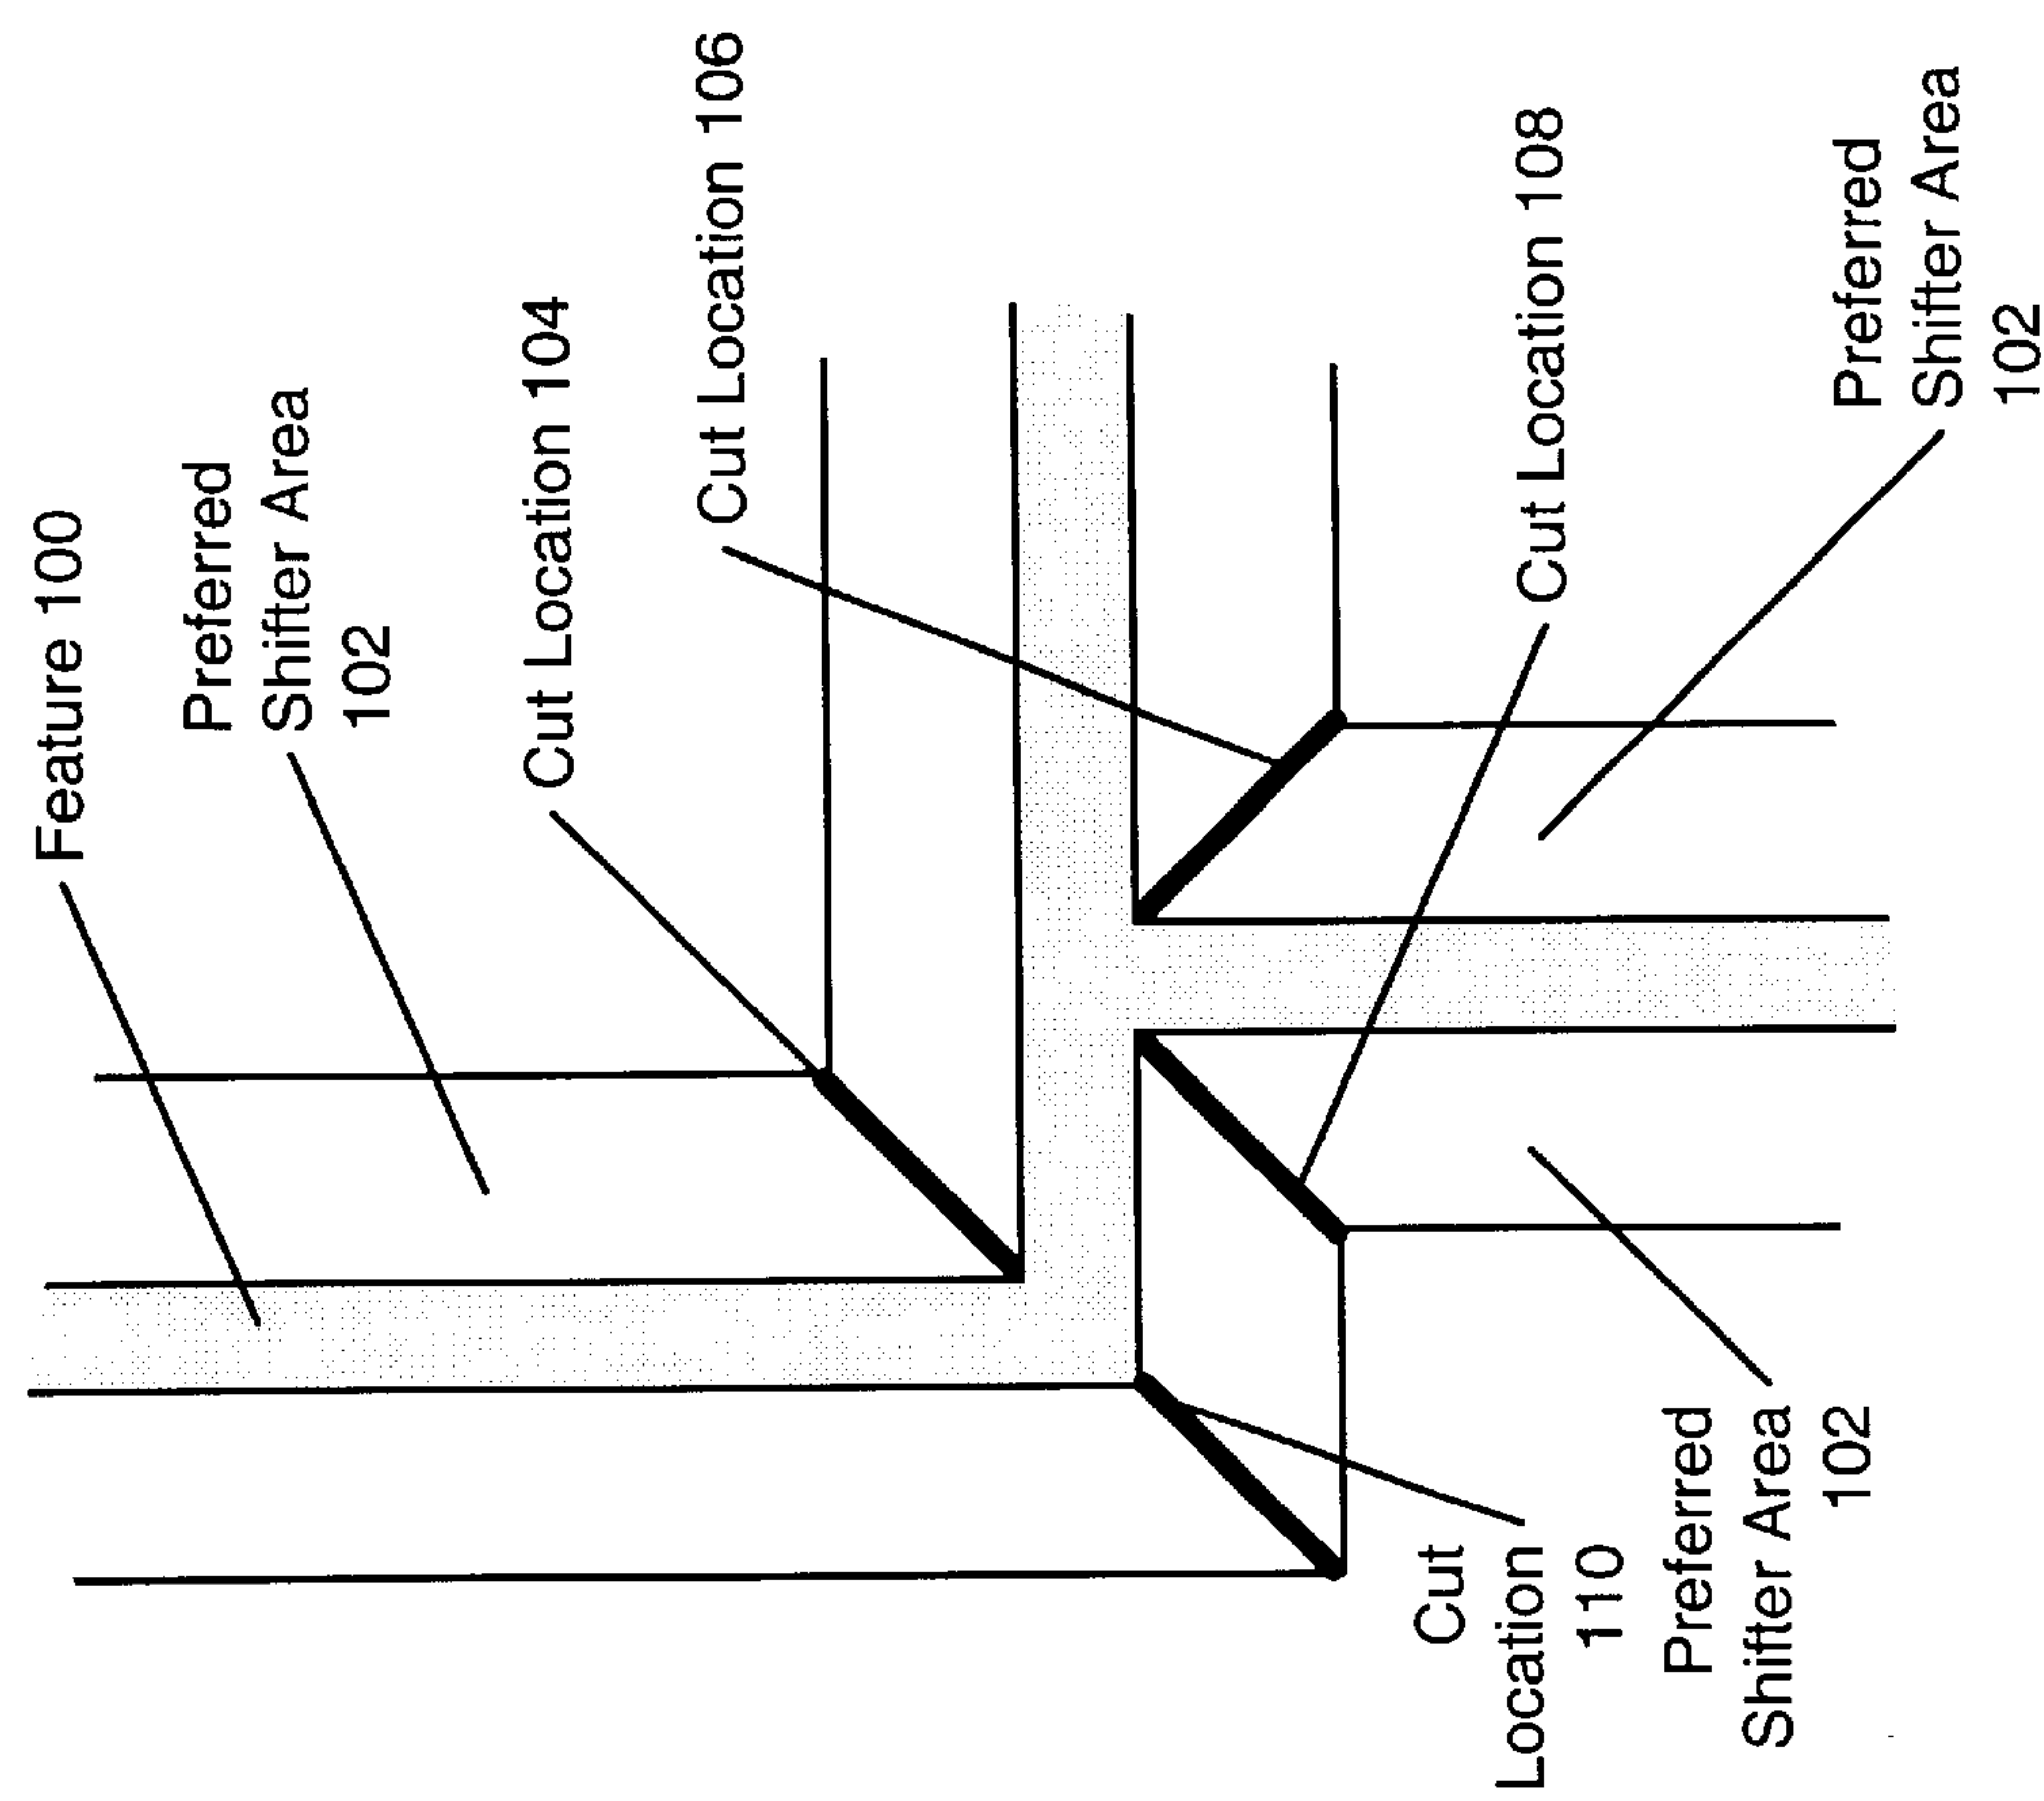 Feature 100
Preferred
Shifter Area
102
Cut Location 104
Cut Location 106
Cut Location 108
Preferred
Shifter Area
102
Cut
Location
110
Preferred
Shifter Area
102